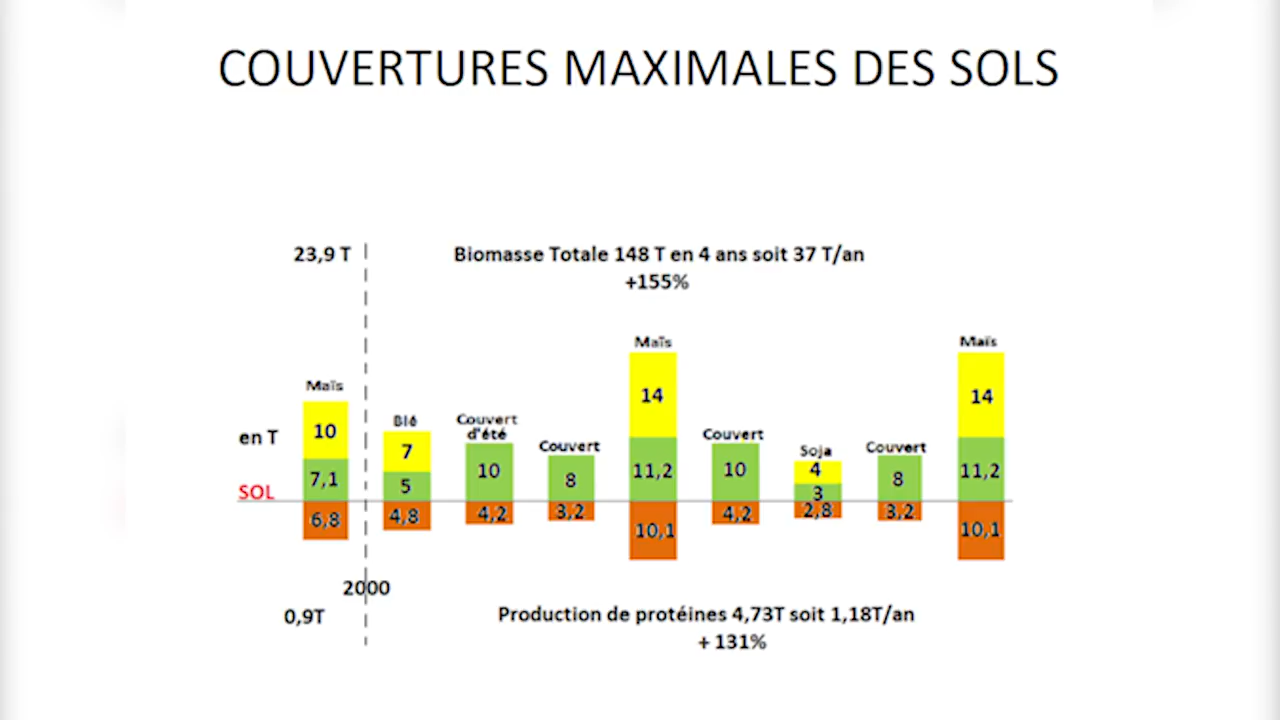 COUVERTURES MAXIMALES DES SOLS
23,9 T
Biomasse Totale 148 T en 4 ans soit 37 T/an
+155%
en T
SOL
Maïs
10
7,1
6,8
Blé
7
5
4,8
Couvert
d'été
10
4,2
Couvert
8
3,2
Maïs
14
11,2
10,1
Couvert
10
4,2
Soja
4
3
2,8
Couvert
8
3,2
Maïs
14
11,2
10,1
2000
0,9T
Production de protéines 4,73T soit 1,18T/an
+ 131%